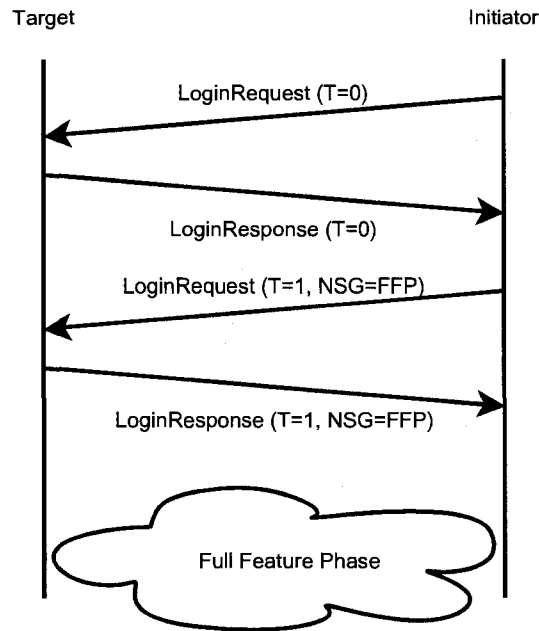 Target
Initiator
LoginRequest (T=0)
LoginResponse (T=0)
LoginRequest (T=1, NSG=FFP)
LoginResponse (T=1, NSG=FFP)
Full Feature Phase